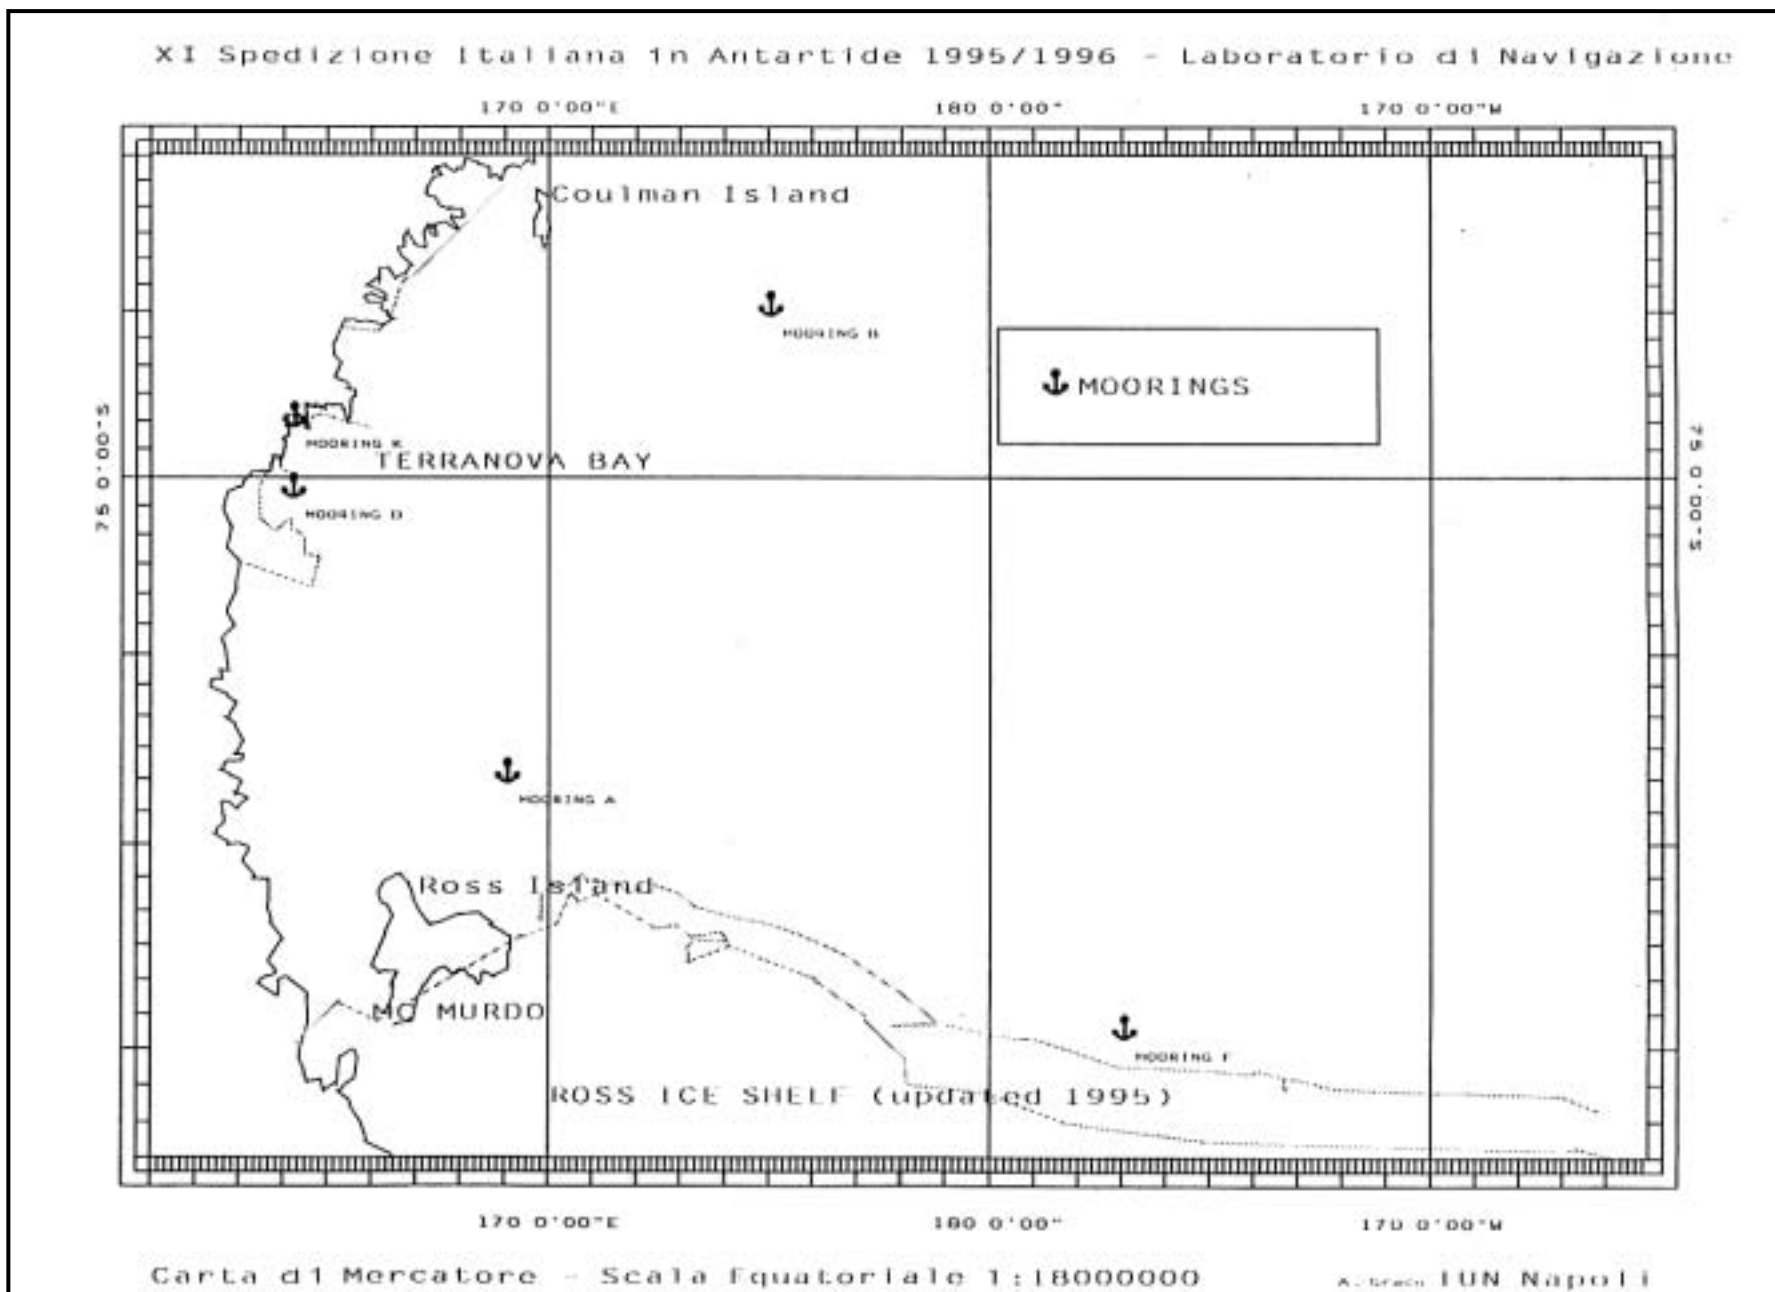 XI Spedizione Italiana in Antartide 1995/1996 - Laboratorio di Navigazione
170 0'00"E 180 0'00" 170 0'00"W
Coulman Island
MOORING B
MOORINGS
MOORING K
TERRANOVA BAY
75 0'00"S
75 0'00"S
MOORING D
MOORING A
Ross Island
MC MURDO
MOORING F
ROSS ICE SHELF (updated 1995)
170 0'00"E 180 0'00" 170 0'00"W
Carta di Mercatore - Scala Equatoriale 1:18000000
IUN Napoli